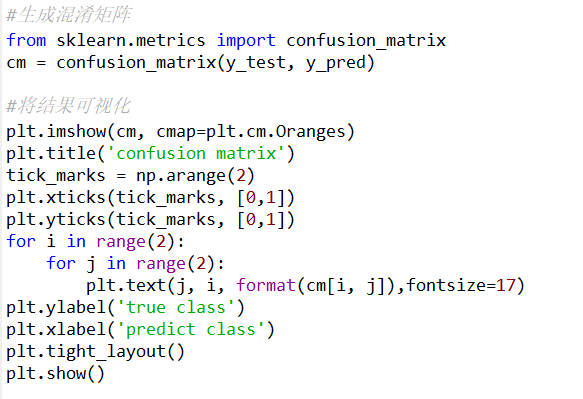 #生成混淆矩阵
from sklearn.metrics import confusion_matrix
cm = confusion_matrix(y_test, y_pred)
#将结果可视化
plt.imshow(cm, cmap=plt.cm.Oranges)
plt.title('confusion matrix')
tick_marks = np.arange(2)
plt.xticks(tick_marks, [0,1])
plt.yticks(tick_marks, [0,1])
for i in range(2):
    for j in range(2):
        plt.text(j, i, format(cm[i, j]),fontsize=17)
plt.ylabel('true class')
plt.xlabel('predict class')
plt.tight_layout()
plt.show()